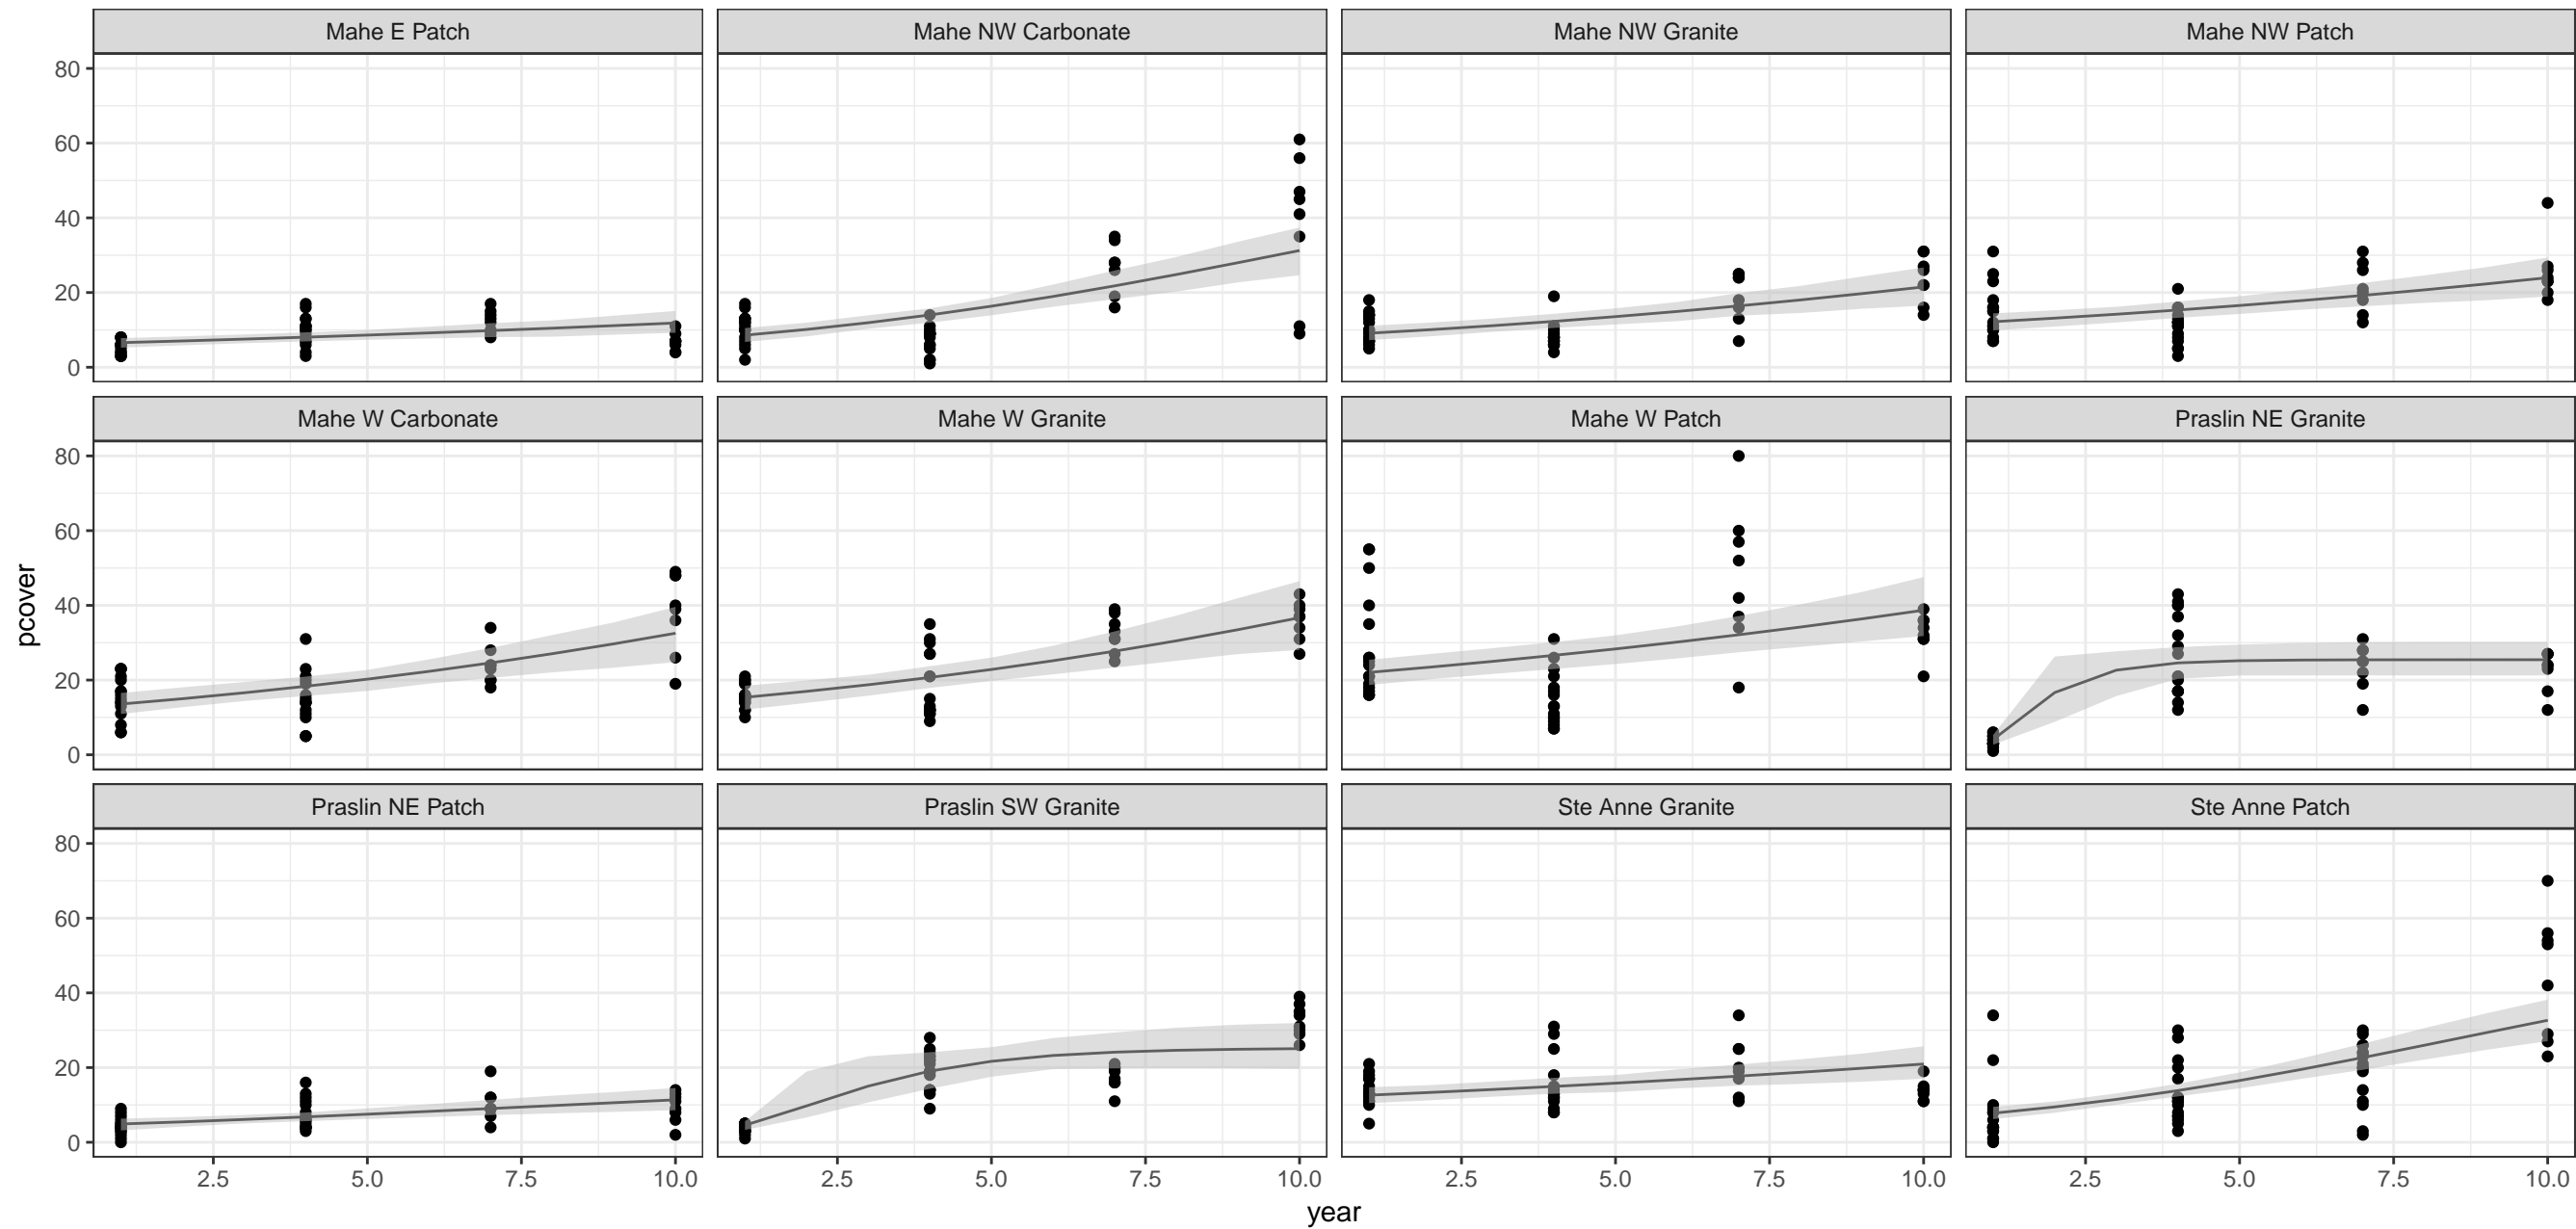 Mahe E Patch
Mahe NW Carbonate
Mahe NW Granite
Mahe NW Patch
80
60
40
20
0
Mahe W Carbonate
Mahe W Granite
Mahe W Patch
Praslin NE Granite
80
60
40
20
0
pcover
Praslin NE Patch
Praslin SW Granite
Ste Anne Granite
Ste Anne Patch
80
60
40
20
0
2.5 5.0 7.5 10.0
2.5 5.0 7.5 10.0
2.5 5.0 7.5 10.0
2.5 5.0 7.5 10.0
year